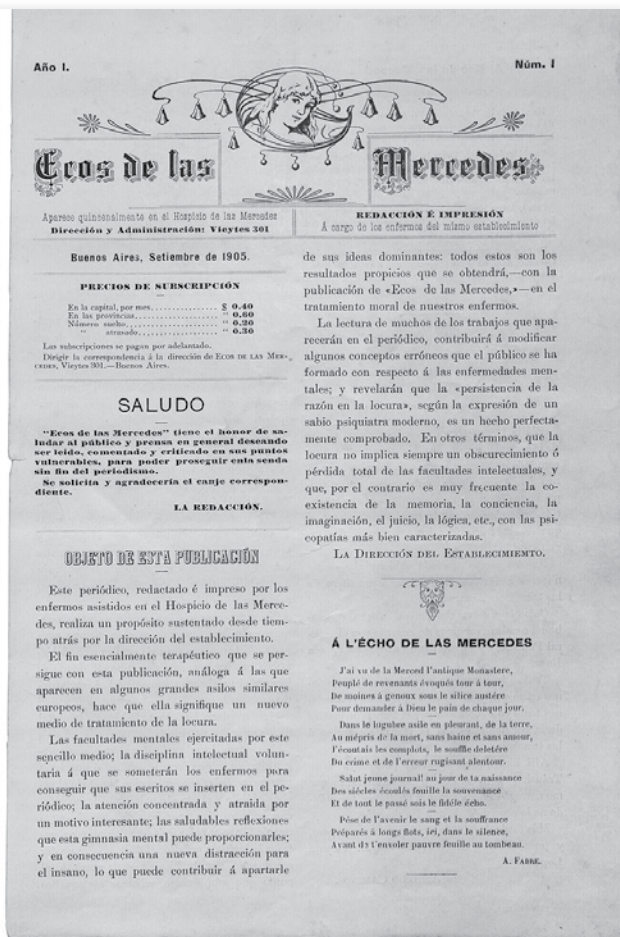 Año I.
Núm. I
Ecos de las Mercedes
Aparece quincenalmente en el Hospicio de las Mercedes
Dirección y Administración: Vieytes 301
REDACCIÓN É IMPRESIÓN
Á cargo de los enfermos del mismo establecimiento
Buenos Aires, Setiembre de 1905.
PRECIOS DE SUBSCRIPCIÓN
En la capital, por mes............... $ 0.40
En las provincias.................... " 0.60
Número suelto........................ " 0.20
" atrasado.................... " 0.30
Las subscripciones se pagan por adelantado.
Dirigir la correspondencia á la dirección de ECOS DE LAS MER-
CEDES, Vieytes 301.—Buenos Aires.
SALUDO
"Ecos de las Mercedes" tiene el honor de sa-
ludar al público y prensa en general deseando
ser leido, comentado y criticado en sus puntos
vulnerables, para poder proseguir esta senda
sin fin del periodismo.
Se solicita y agradecería el canje correspon-
diente.
LA REDACCIÓN.
OBJETO DE ESTA PUBLICACIÓN
Este periódico, redactado é impreso por los
enfermos asistidos en el Hospicio de las Merce-
des, realiza un propósito sustentado desde tiem-
po atrás por la dirección del establecimiento.
El fin esencialmente terapéutico que se per-
sigue con esta publicación, análoga á las que
aparecen en algunos grandes asilos similares
europeos, hace que ella signifique un nuevo
medio de tratamiento de la locura.
Las facultades mentales ejercitadas por este
sencillo medio; la disciplina intelectual volun-
taria á que se someterán los enfermos para
conseguir que sus escritos se inserten en el pe-
riódico; la atención concentrada y atraida por
un motivo interesante; las saludables reflexiones
que esta gimnasia mental puede proporcionarles;
y en consecuencia una nueva distracción para
el insano, lo que puede contribuir á apartarle
de sus ideas dominantes: todos estos son los
resultados propicios que se obtendrá,—con la
publicación de «Ecos de las Mercedes,»—en el
tratamiento moral de nuestros enfermos.
La lectura de muchos de los trabajos que apa-
recerán en el periódico, contribuirá á modificar
algunos conceptos erróneos que el público se ha
formado con respecto á las enfermedades men-
tales; y revelarán que la «persistencia de la
razón en la locura», según la expresión de un
sabio psiquiatra moderno, es un hecho perfecta-
mente comprobado. En otros términos, que la
locura no implica siempre un obscurecimiento ó
pérdida total de las facultades intelectuales, y
que, por el contrario es muy frecuente la co-
existencia de la memoria, la conciencia, la
imaginación, el juicio, la lógica, etc., con las psi-
copatías más bien caracterizadas.
LA DIRECCIÓN DEL ESTABLECIMIEMTO.
Á L'ÉCHO DE LAS MERCEDES
J'ai vu de la Merced l'antique Monastere,
Peuplé de revenants évoqués tour à tour,
De moines à genoux sous le silice austére
Pour demander à Dieu le pain de chaque jour.
Dans le lugubre asile en pleurant, de la terre,
Au mépris de la mort, sans haine et sans amour,
J'écoutais les complots, le souffle deletére
Du crime et de l'erreur rugisant alentour.
Salut jeune journal! au jour de ta naissance
Des siécles écoulés fouille la souvenance
Et de tout le passé sois le fidéle écho.
Pése de l'avenir le sang et la souffrance
Préparés à longs flots, ici, dans le silence,
Avant de t'envoler pauvre feuille au tombeau.
A. FABRE.